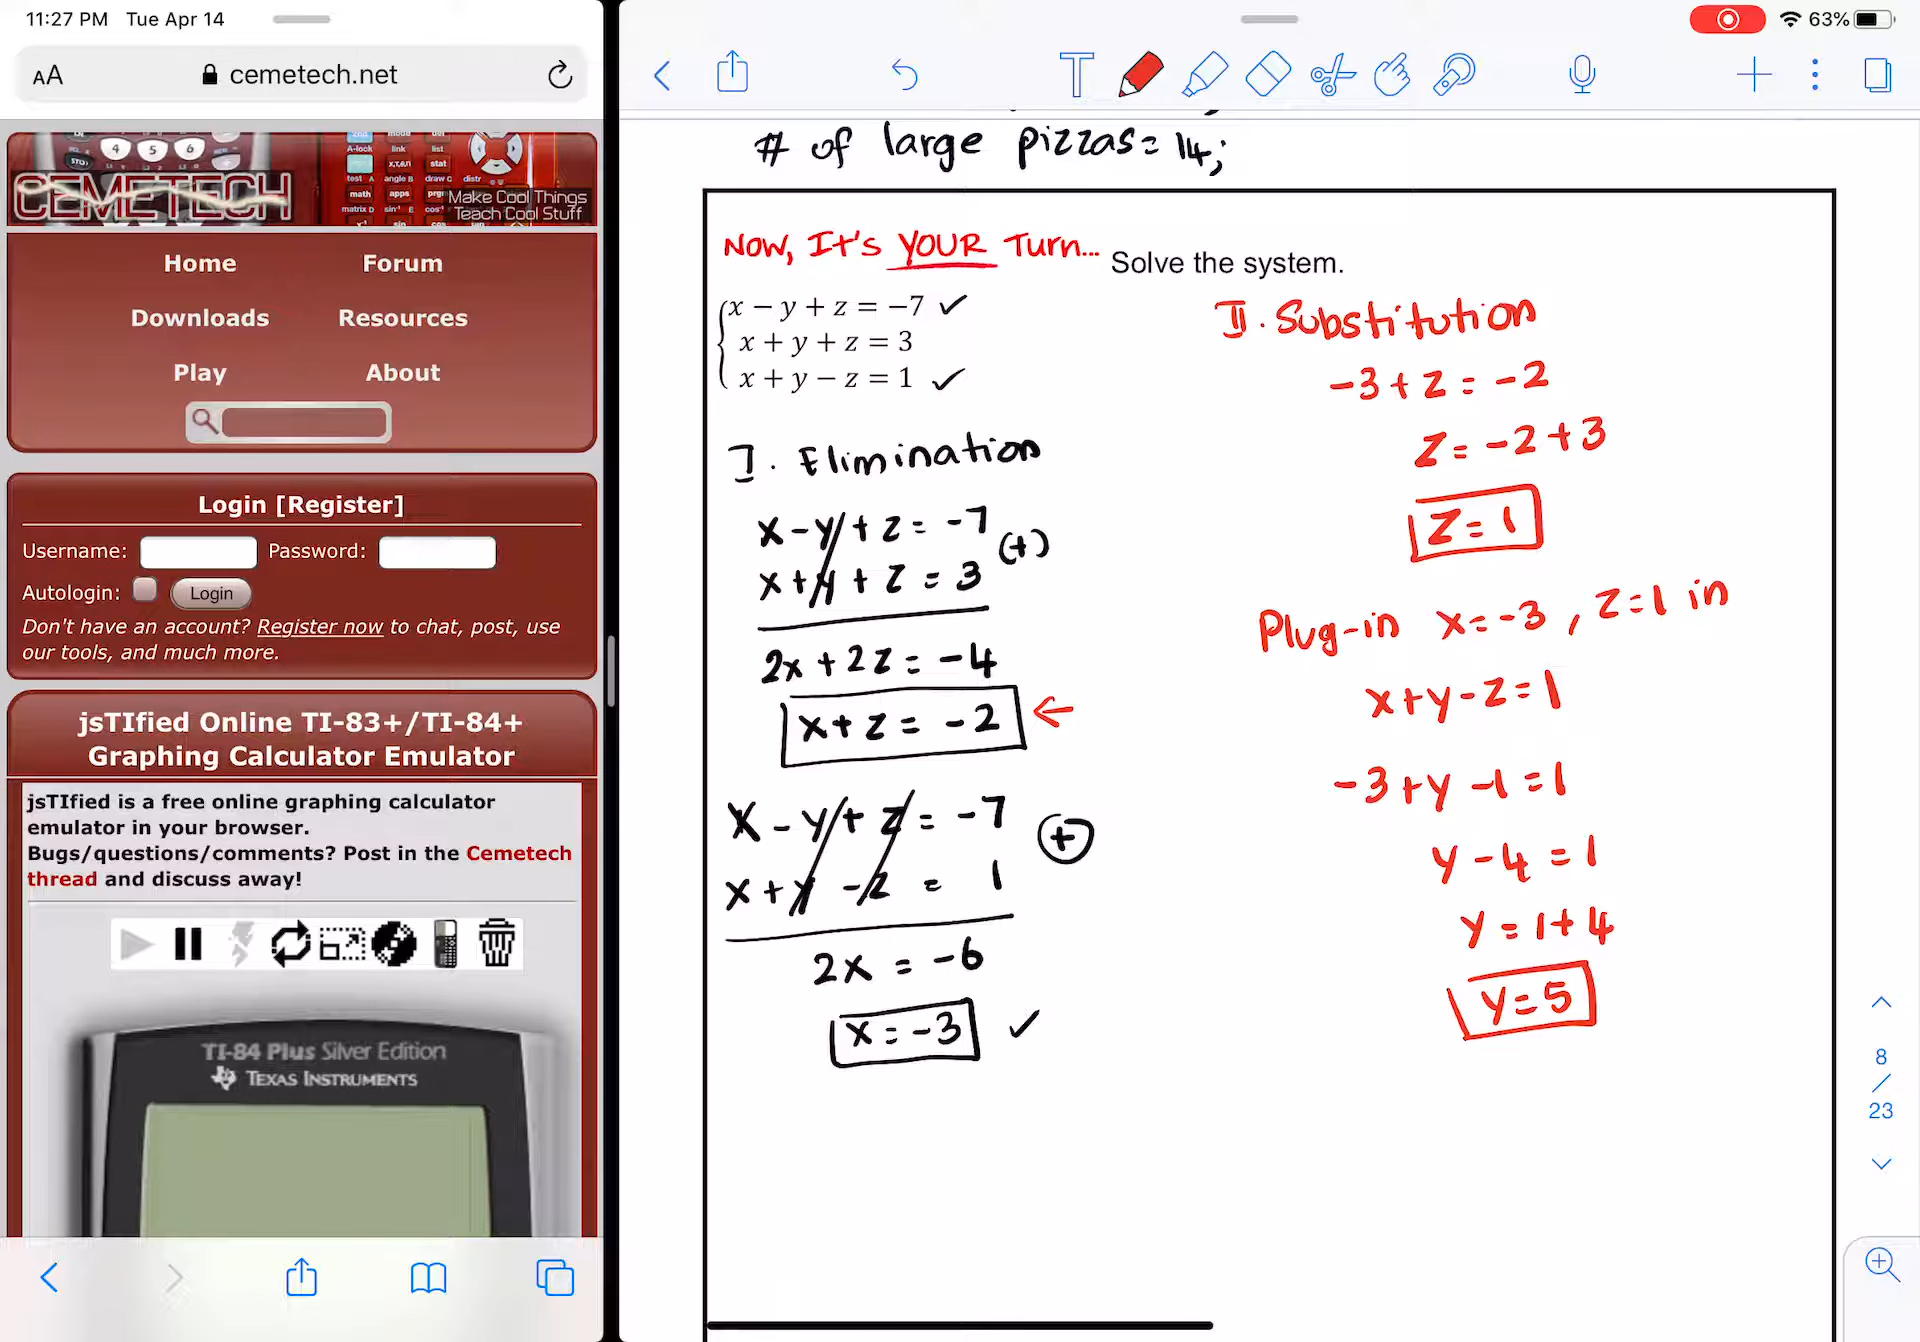 11:27 PM Tue Apr 14
63%
AA cemetech.net
CEMETECH
Make Cool Things
Teach Cool Stuff
Home Forum
Downloads Resources
Play About
Login [Register]
Username: Password:
Autologin: Login
Don't have an account? Register now to chat, post, use
our tools, and much more.
jsTIfied Online TI-83+/TI-84+
Graphing Calculator Emulator
jsTIfied is a free online graphing calculator
emulator in your browser.
Bugs/questions/comments? Post in the Cemetech
thread and discuss away!
TI-84 Plus Silver Edition
TEXAS INSTRUMENTS
# of large pizzas = 14;
Now, It's YOUR Turn... Solve the system.
x − y + z = −7 ✓
x + y + z = 3
x + y − z = 1 ✓
I. Elimination
x - y + z = -7
x + y + z = 3 (+)
2x + 2z = -4
x + z = -2 ←
x - y + z = -7
x + y - z = 1 (+)
2x = -6
x = -3 ✓
II. Substitution
-3 + z = -2
z = -2 + 3
z = 1
Plug-in x = -3, z = 1 in
x + y - z = 1
-3 + y - 1 = 1
y - 4 = 1
y = 1 + 4
y = 5
8
/
23